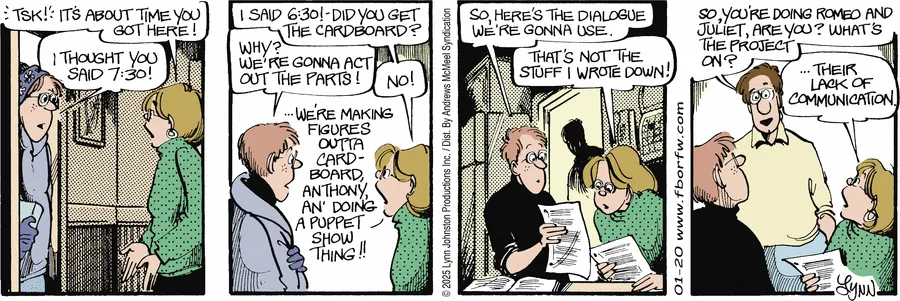 TSK! IT'S ABOUT TIME YOU
GOT HERE!
I THOUGHT YOU
SAID 7:30!
I SAID 6:30! - DID YOU GET
THE CARDBOARD?
WHY?
WE'RE GONNA ACT
OUT THE PARTS!
NO!
...WE'RE MAKING
FIGURES
OUTTA
CARD-
BOARD,
ANTHONY,
AN' DOING
A PUPPET
SHOW
THING!!
© 2025 Lynn Johnston Productions Inc. / Dist. By Andrews McMeel Syndication
SO, HERE'S THE DIALOGUE
WE'RE GONNA USE.
THAT'S NOT THE
STUFF I WROTE DOWN!
01-20 www.fborfw.com
SO, YOU'RE DOING ROMEO AND
JULIET, ARE YOU? WHAT'S
THE PROJECT
ON?
...THEIR
LACK OF
COMMUNICATION.
LYNN